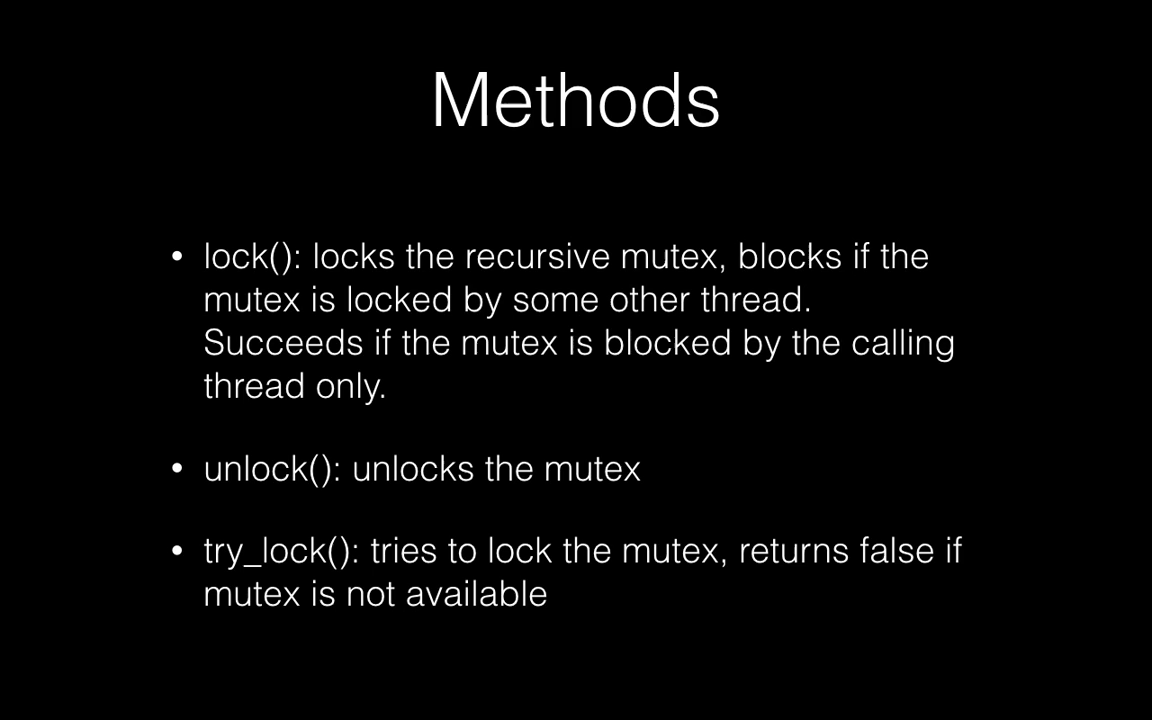 Methods
• lock(): locks the recursive mutex, blocks if the
mutex is locked by some other thread.
Succeeds if the mutex is blocked by the calling
thread only.
• unlock(): unlocks the mutex
• try_lock(): tries to lock the mutex, returns false if
mutex is not available